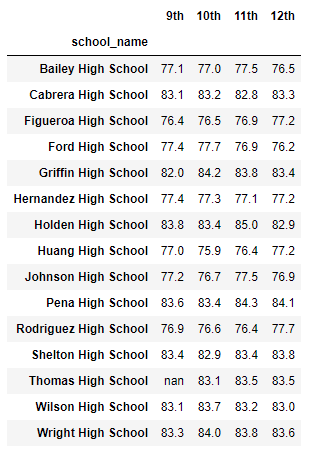 9th 10th 11th 12th
school_name
Bailey High School 77.1 77.0 77.5 76.5
Cabrera High School 83.1 83.2 82.8 83.3
Figueroa High School 76.4 76.5 76.9 77.2
Ford High School 77.4 77.7 76.9 76.2
Griffin High School 82.0 84.2 83.8 83.4
Hernandez High School 77.4 77.3 77.1 77.2
Holden High School 83.8 83.4 85.0 82.9
Huang High School 77.0 75.9 76.4 77.2
Johnson High School 77.2 76.7 77.5 76.9
Pena High School 83.6 83.4 84.3 84.1
Rodriguez High School 76.9 76.6 76.4 77.7
Shelton High School 83.4 82.9 83.4 83.8
Thomas High School nan 83.1 83.5 83.5
Wilson High School 83.1 83.7 83.2 83.0
Wright High School 83.3 84.0 83.8 83.6